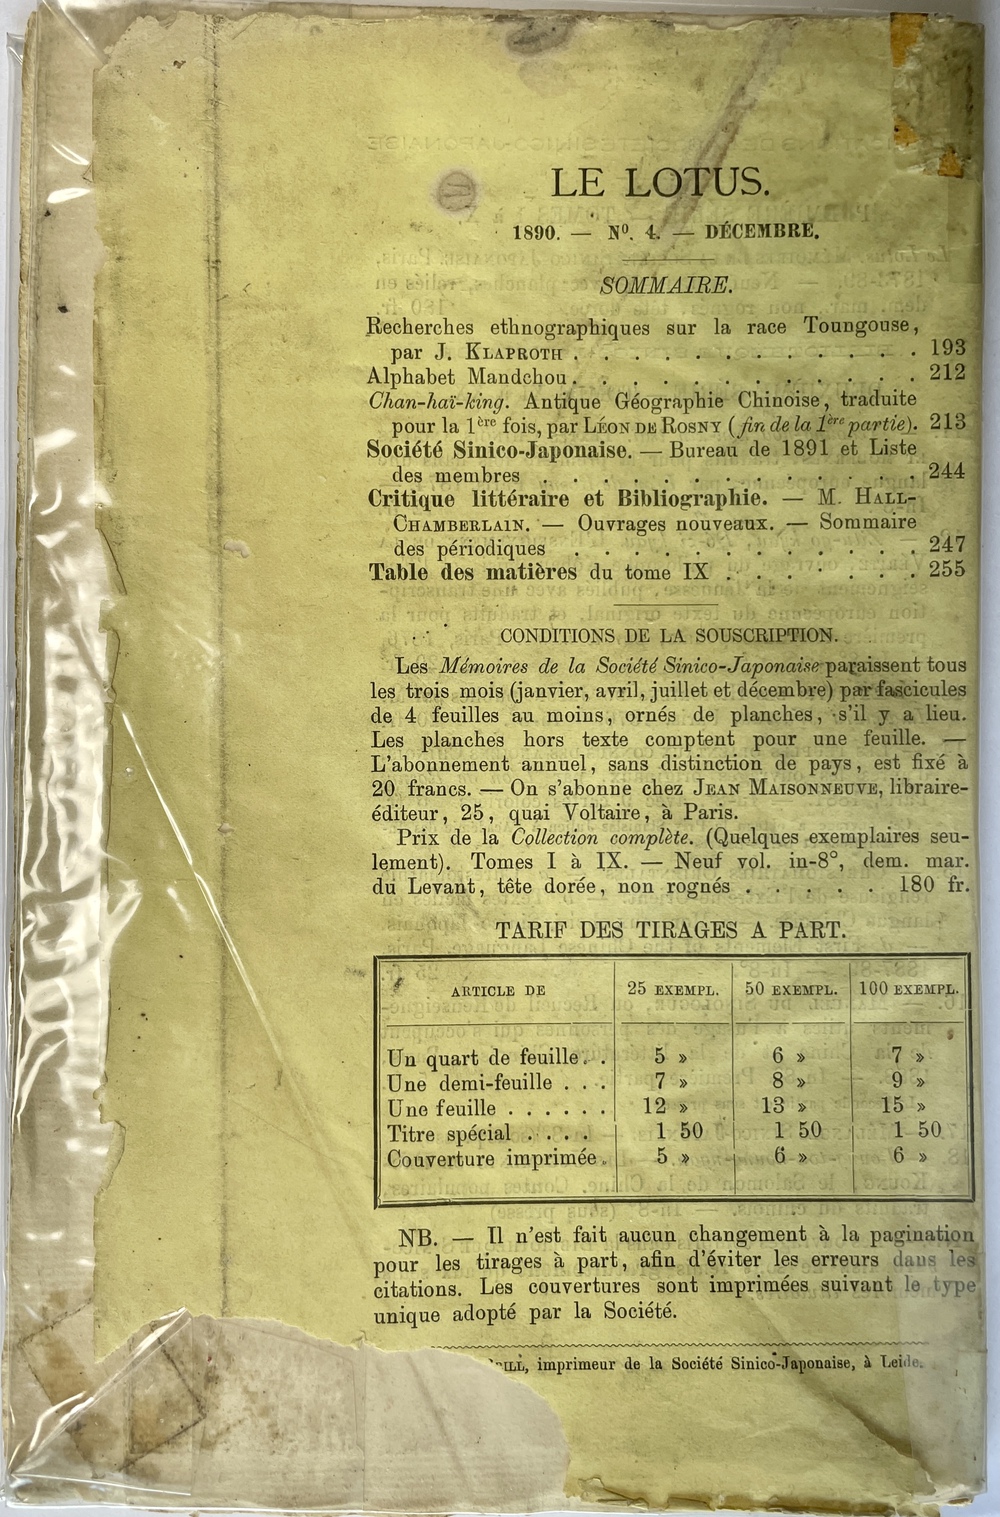 LE LOTUS.
1890. — Nº. 4. — DÉCEMBRE.
SOMMAIRE.
Recherches ethnographiques sur la race Toungouse,
par J. KLAPROTH . . . . . . . . . . . . 193
Alphabet Mandchou . . . . . . . . . . . . 212
Chan-haï-king. Antique Géographie Chinoise, traduite
pour la 1ère fois, par LÉON DE ROSNY (fin de la 1ère partie). 213
Société Sinico-Japonaise. — Bureau de 1891 et Liste
des membres . . . . . . . . . . . . . 244
Critique littéraire et Bibliographie. — M. HALL-
CHAMBERLAIN. — Ouvrages nouveaux. — Sommaire
des périodiques . . . . . . . . . . . . 247
Table des matières du tome IX . . . . . . . 255
CONDITIONS DE LA SOUSCRIPTION.
Les Mémoires de la Société Sinico-Japonaise paraissent tous
les trois mois (janvier, avril, juillet et décembre) par fascicules
de 4 feuilles au moins, ornés de planches, s'il y a lieu.
Les planches hors texte comptent pour une feuille. —
L'abonnement annuel, sans distinction de pays, est fixé à
20 francs. — On s'abonne chez JEAN MAISONNEUVE, libraire-
éditeur, 25, quai Voltaire, à Paris.
Prix de la Collection complète. (Quelques exemplaires seu-
lement). Tomes I à IX. — Neuf vol. in-8°, dem. mar.
du Levant, tête dorée, non rognés . . . . . 180 fr.
TARIF DES TIRAGES A PART.
ARTICLE DE 25 EXEMPL. 50 EXEMPL. 100 EXEMPL.
Un quart de feuille . . 5 » 6 » 7 »
Une demi-feuille . . . 7 » 8 » 9 »
Une feuille . . . . . . 12 » 13 » 15 »
Titre spécial . . . . 1 50 1 50 1 50
Couverture imprimée . 5 » 6 » 6 »
NB. — Il n'est fait aucun changement à la pagination
pour les tirages à part, afin d'éviter les erreurs dans les
citations. Les couvertures sont imprimées suivant le type
unique adopté par la Société.
imprimeur de la Société Sinico-Japonaise, à Leide.